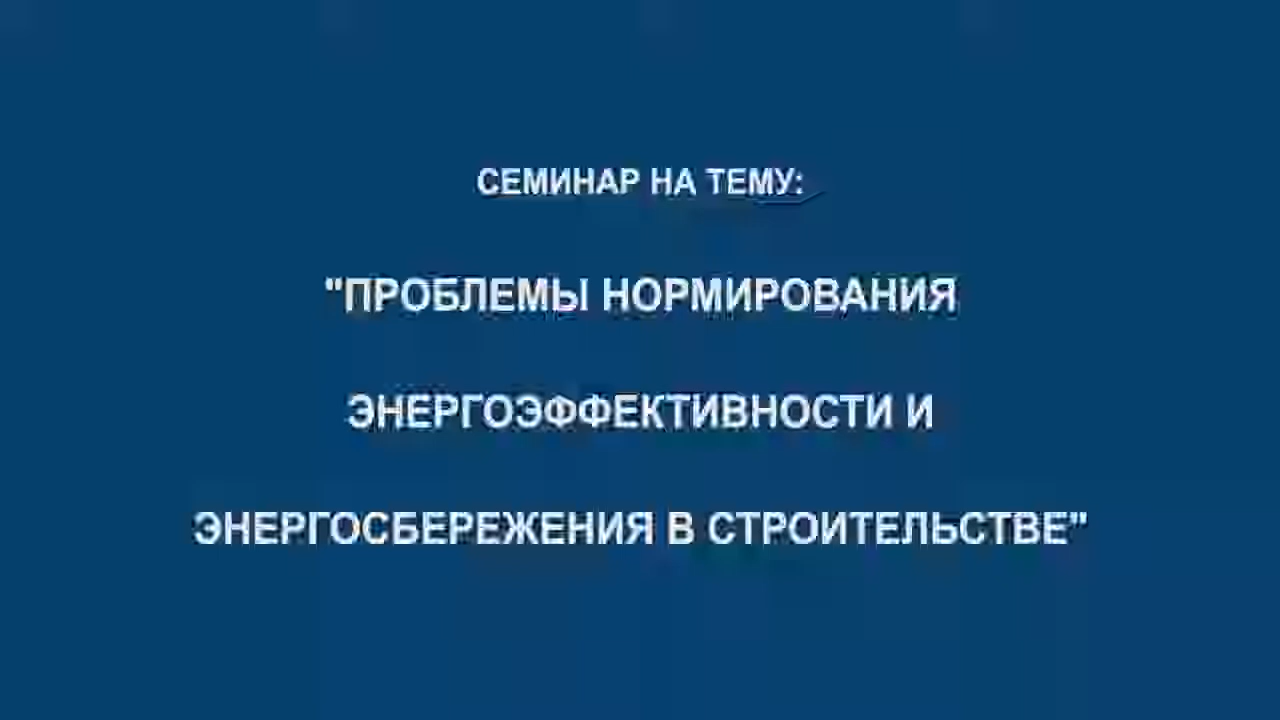 СЕМИНАР НА ТЕМУ:
"ПРОБЛЕМЫ НОРМИРОВАНИЯ
ЭНЕРГОЭФФЕКТИВНОСТИ И
ЭНЕРГОСБЕРЕЖЕНИЯ В СТРОИТЕЛЬСТВЕ"